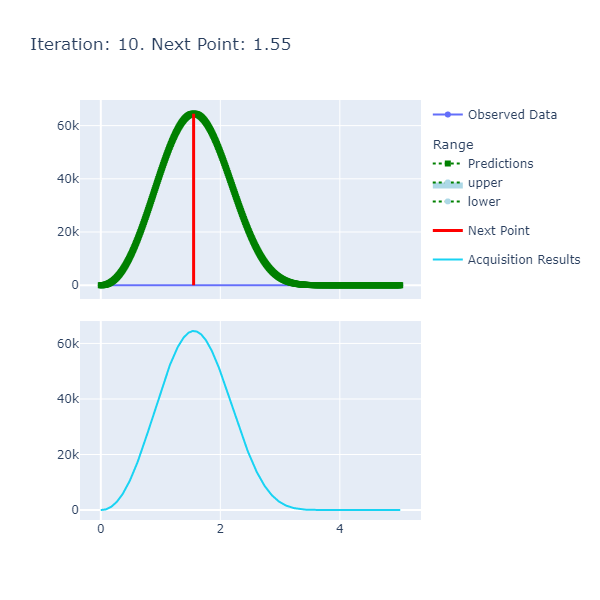 Iteration: 10. Next Point: 1.55
60k
40k
20k
0
Observed Data
Range
Predictions
upper
lower
Next Point
Acquisition Results
60k
40k
20k
0
0
2
4